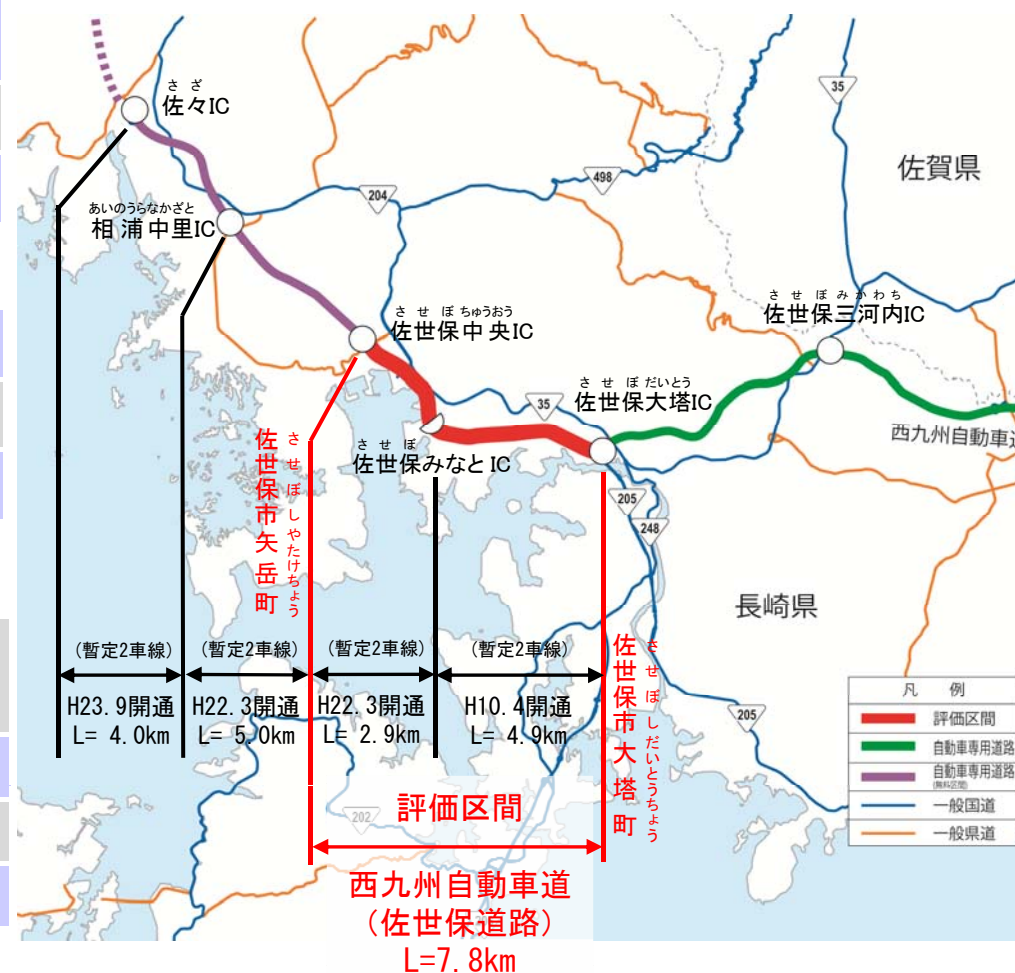 さざ
佐々IC
あいのうらなかざと
相浦中里IC
35
佐賀県
498
204
させぼちゅうおう
佐世保中央IC
させぼみかわち
佐世保三河内IC
させぼだいとう
佐世保大塔IC
35
西九州自動車道
させぼ
佐世保みなとIC
佐世保市矢岳町
させぼしやたけちょう
205
248
長崎県
佐世保市大塔町
させぼしだいとうちょう
(暫定2車線)
(暫定2車線)
(暫定2車線)
(暫定2車線)
H23.9開通
L= 4.0km
H22.3開通
L= 5.0km
H22.3開通
L= 2.9km
H10.4開通
L= 4.9km
205
202
評価区間
西九州自動車道
(佐世保道路)
L=7.8km
凡 例
評価区間
自動車専用道路
自動車専用道路
(無料区間)
一般国道
一般県道